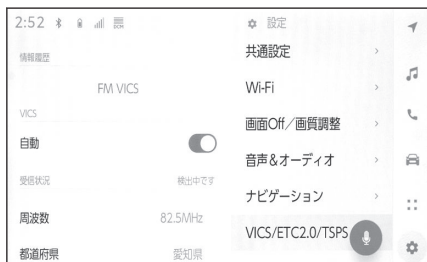 2:52
設定
情報履歴
共通設定
FM VICS
Wi-Fi
VICS
画面Off／画質調整
自動
音声＆オーディオ
受信状況
検出中です
ナビゲーション
周波数
82.5MHz
VICS/ETC2.0/TSPS
都道府県
愛知県